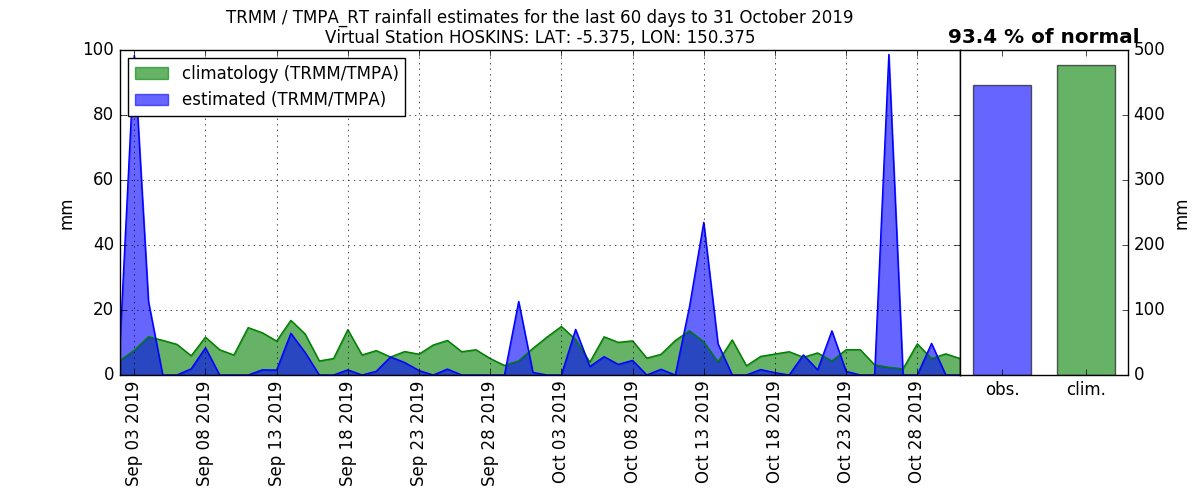 TRMM / TMPA_RT rainfall estimates for the last 60 days to 31 October 2019
Virtual Station HOSKINS: LAT: -5.375, LON: 150.375
93.4 % of normal
climatology (TRMM/TMPA)
estimated (TRMM/TMPA)
100
80
60
40
20
0
mm
Sep 03 2019
Sep 08 2019
Sep 13 2019
Sep 18 2019
Sep 23 2019
Sep 28 2019
Oct 03 2019
Oct 08 2019
Oct 13 2019
Oct 18 2019
Oct 23 2019
Oct 28 2019
obs.
clim.
500
400
300
200
100
0
mm